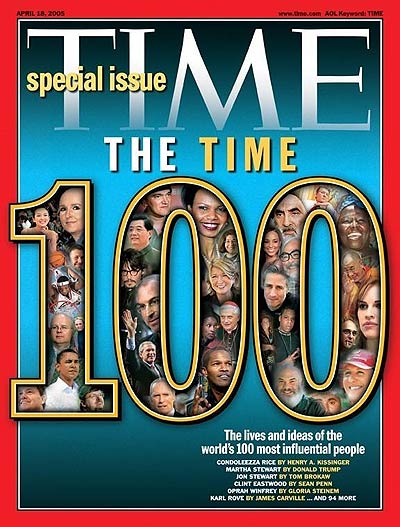 APRIL 18, 2005
www.time.com AOL Keyword: TIME
TIME
special issue
THE TIME
100
The lives and ideas of the
world's 100 most influential people
CONDOLEEZZA RICE BY HENRY A. KISSINGER
MARTHA STEWART BY DONALD TRUMP
JON STEWART BY TOM BROKAW
CLINT EASTWOOD BY SEAN PENN
OPRAH WINFREY BY GLORIA STEINEM
KARL ROVE BY JAMES CARVILLE ... AND 94 MORE